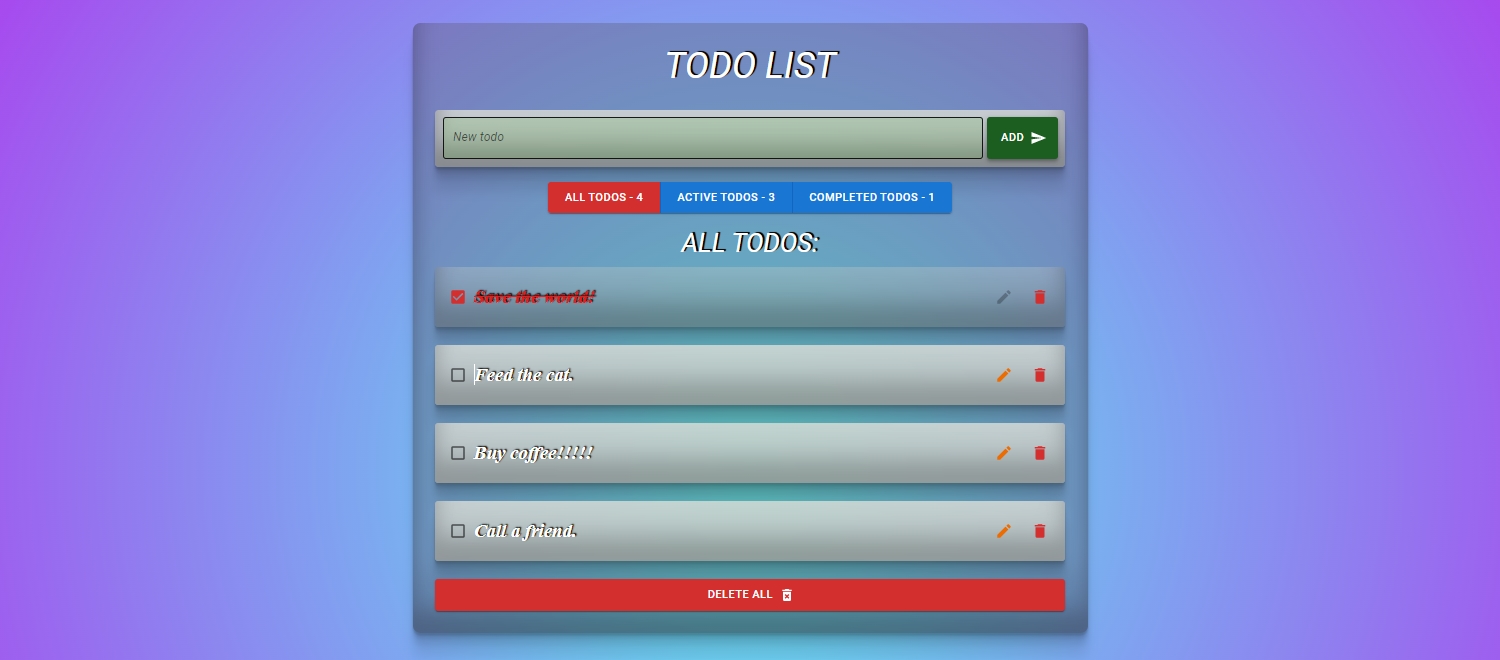 TODO LIST
New todo
ADD
ALL TODOS - 4 ACTIVE TODOS - 3 COMPLETED TODOS - 1
ALL TODOS:
Save the world!
Feed the cat.
Buy coffee!!!!!
Call a friend.
DELETE ALL